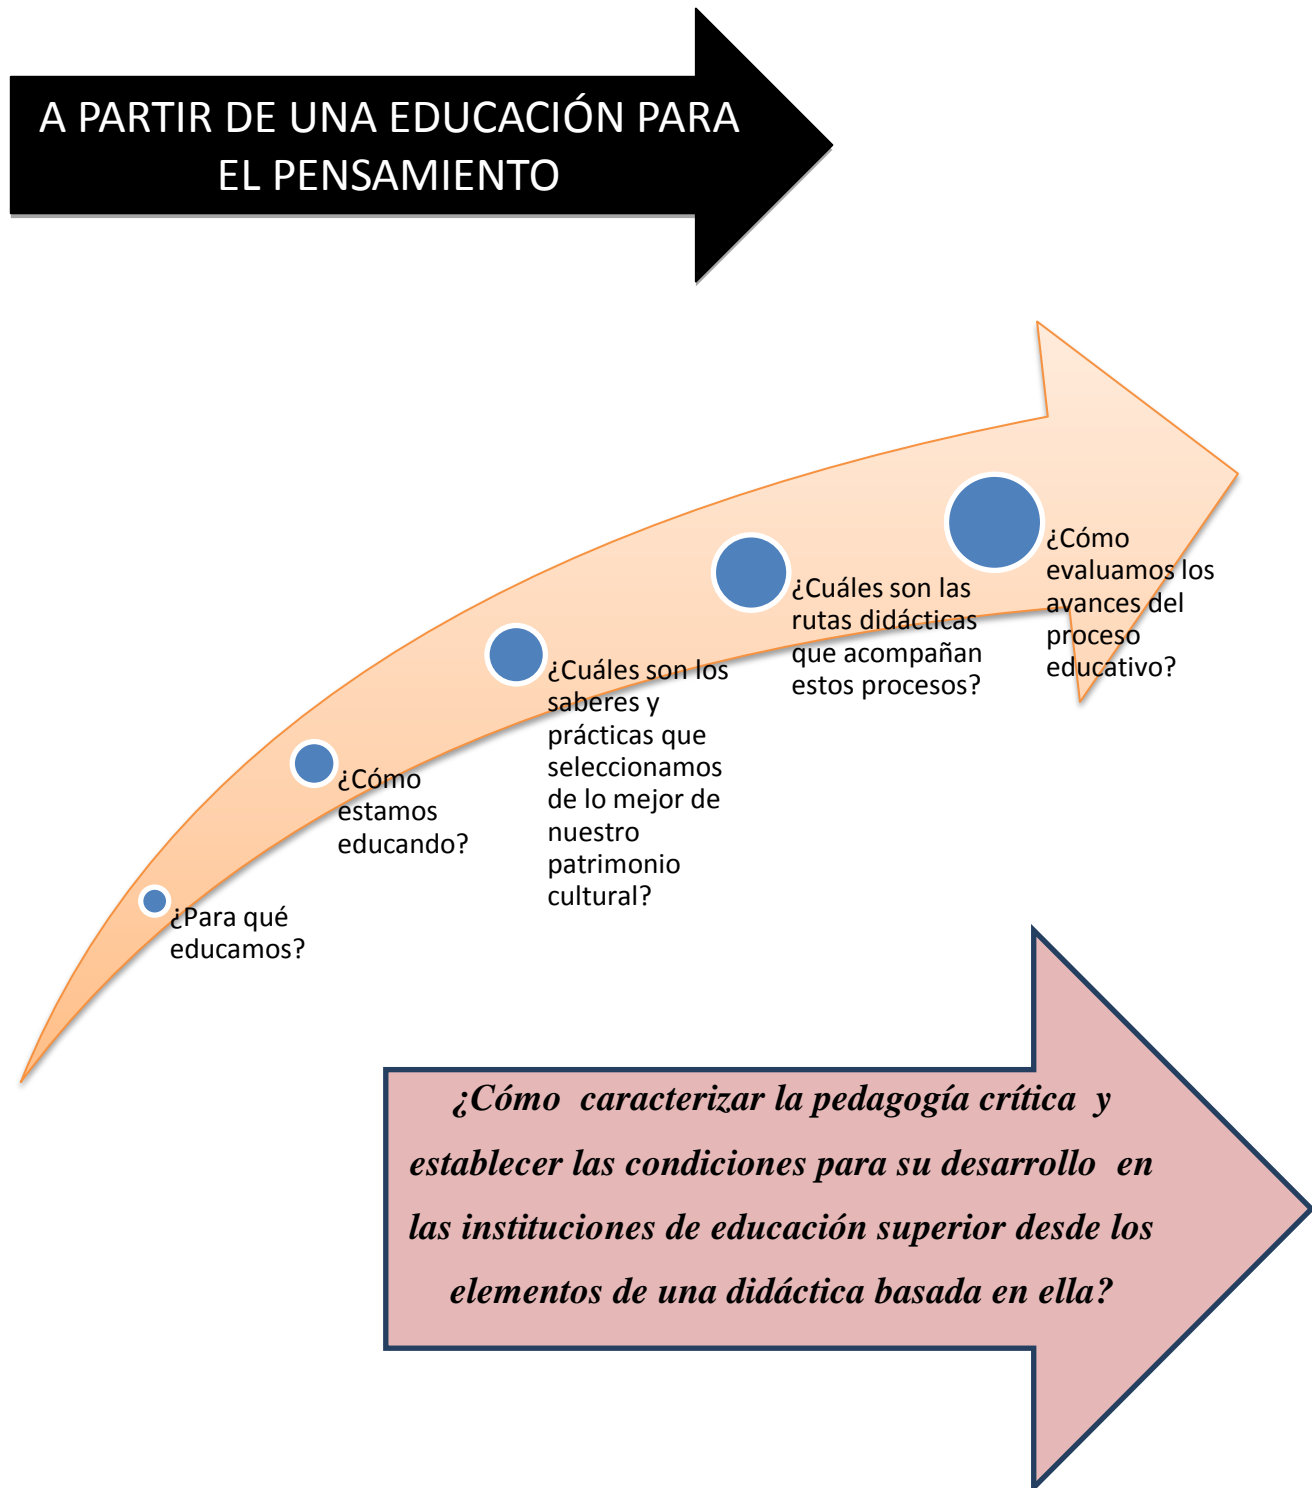 A PARTIR DE UNA EDUCACIÓN PARA
EL PENSAMIENTO
¿Para qué
educamos?
¿Cómo
estamos
educando?
¿Cuáles son los
saberes y
prácticas que
seleccionamos
de lo mejor de
nuestro
patrimonio
cultural?
¿Cuáles son las
rutas didácticas
que acompañan
estos procesos?
¿Cómo
evaluamos los
avances del
proceso
educativo?
¿Cómo caracterizar la pedagogía crítica y
establecer las condiciones para su desarrollo en
las instituciones de educación superior desde los
elementos de una didáctica basada en ella?